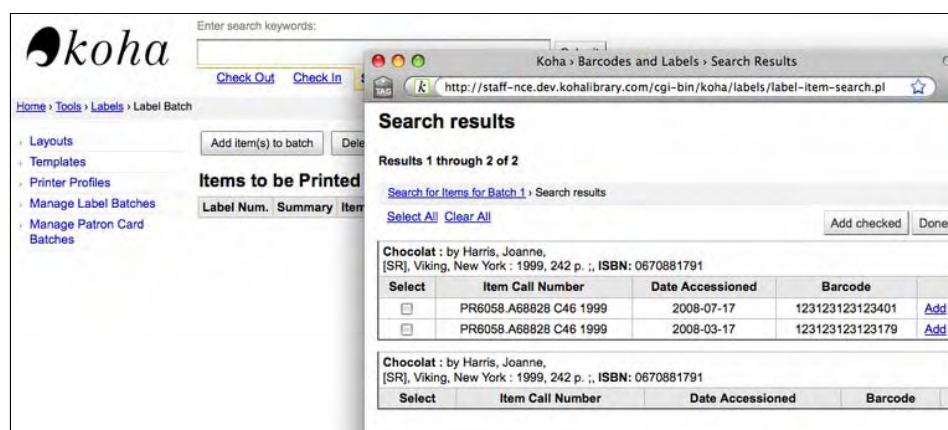 koha
Enter search keywords:
Check Out Check In
Home › Tools › Labels › Label Batch
Layouts
Templates
Printer Profiles
Manage Label Batches
Manage Patron Card
Batches
Add item(s) to batch
Items to be Printed
Label Num. Summary Item
Koha › Barcodes and Labels › Search Results
TAG
k http://staff-nce.dev.kohalibrary.com/cgi-bin/koha/labels/label-item-search.pl
Search results
Results 1 through 2 of 2
Search for Items for Batch 1 › Search results
Select All Clear All
Add checked Done
Chocolat : by Harris, Joanne,
[SR], Viking, New York : 1999, 242 p. ;, ISBN: 0670881791
Select Item Call Number Date Accessioned Barcode
PR6058.A68828 C46 1999 2008-07-17 123123123123401 Add
PR6058.A68828 C46 1999 2008-03-17 123123123123179 Add
Chocolat : by Harris, Joanne,
[SR], Viking, New York : 1999, 242 p. ;, ISBN: 0670881791
Select Item Call Number Date Accessioned Barcode